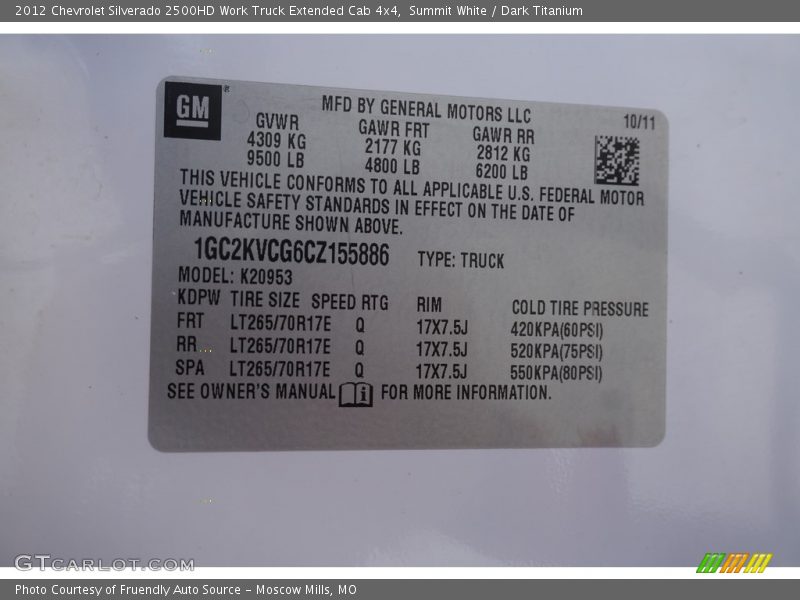 2012 Chevrolet Silverado 2500HD Work Truck Extended Cab 4x4,  Summit White / Dark Titanium
GM ®
MFD BY GENERAL MOTORS LLC 10/11
GVWR GAWR FRT GAWR RR
4309 KG 2177 KG 2812 KG
9500 LB 4800 LB 6200 LB
THIS VEHICLE CONFORMS TO ALL APPLICABLE U.S. FEDERAL MOTOR
VEHICLE SAFETY STANDARDS IN EFFECT ON THE DATE OF
MANUFACTURE SHOWN ABOVE.
1GC2KVCG6CZ155886 TYPE: TRUCK
MODEL: K20953
KDPW TIRE SIZE SPEED RTG RIM COLD TIRE PRESSURE
FRT LT265/70R17E Q 17X7.5J 420KPA(60PSI)
RR LT265/70R17E Q 17X7.5J 520KPA(75PSI)
SPA LT265/70R17E Q 17X7.5J 550KPA(80PSI)
SEE OWNER'S MANUAL i FOR MORE INFORMATION.
GTCARLOT.COM
Photo Courtesy of Fruendly Auto Source – Moscow Mills, MO